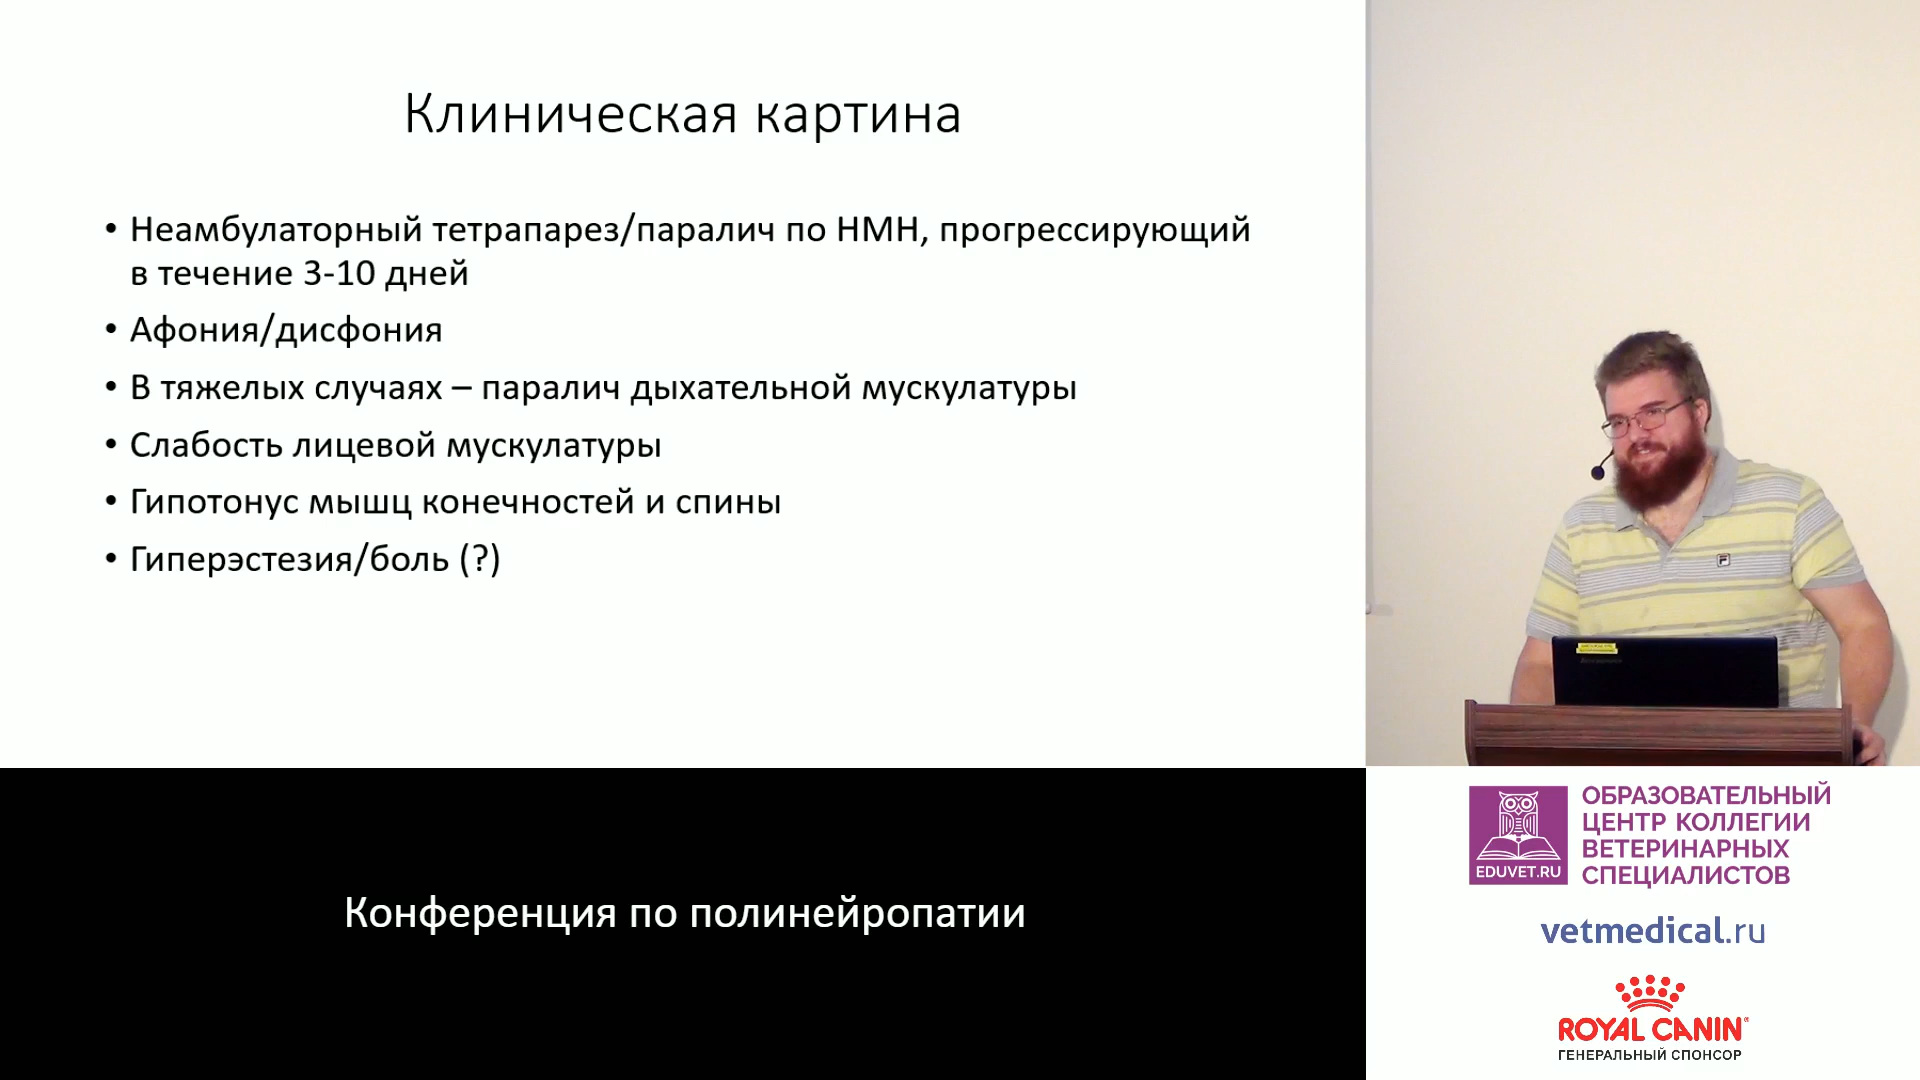 Клиническая картина
• Неамбулаторный тетрапарез/паралич по НМН, прогрессирующий
в течение 3-10 дней
• Афония/дисфония
• В тяжелых случаях – паралич дыхательной мускулатуры
• Слабость лицевой мускулатуры
• Гипотонус мышц конечностей и спины
• Гиперэстезия/боль (?)
Конференция по полинейропатии
EDUVET.RU
ОБРАЗОВАТЕЛЬНЫЙ
ЦЕНТР КОЛЛЕГИИ
ВЕТЕРИНАРНЫХ
СПЕЦИАЛИСТОВ
vetmedical.ru
ROYAL CANIN
ГЕНЕРАЛЬНЫЙ СПОНСОР